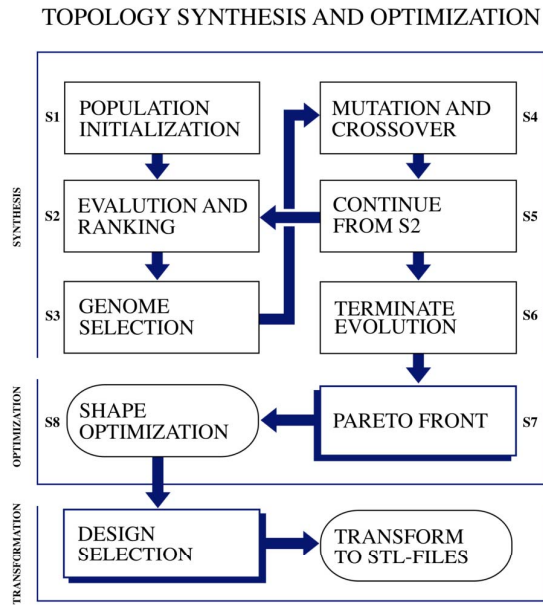 TOPOLOGY SYNTHESIS AND OPTIMIZATION
S1
POPULATION
INITIALIZATION
MUTATION AND
CROSSOVER
S4
S2
EVALUTION AND
RANKING
CONTINUE
FROM S2
S5
SYNTHESIS
S3
GENOME
SELECTION
TERMINATE
EVOLUTION
S6
OPTIMIZATION
S8
SHAPE
OPTIMIZATION
PARETO FRONT
S7
TRANSFORMATION
DESIGN
SELECTION
TRANSFORM
TO STL-FILES